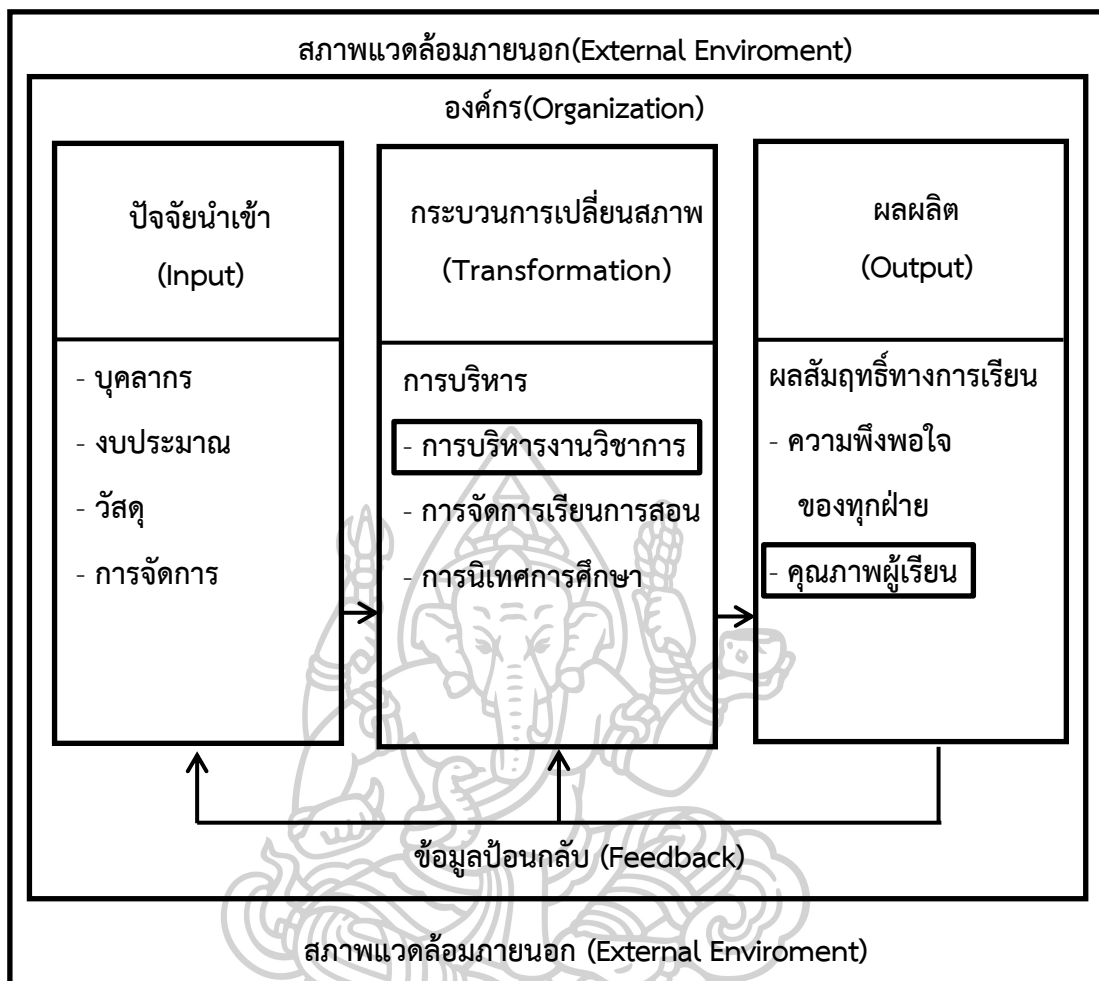 สภาพแวดล้อมภายนอก(External Enviroment)
องค์กร(Organization)
ปัจจัยนำเข้า
(Input)
- บุคลากร
- งบประมาณ
- วัสดุ
- การจัดการ
กระบวนการเปลี่ยนสภาพ
(Transformation)
การบริหาร
- การบริหารงานวิชาการ
- การจัดการเรียนการสอน
- การนิเทศการศึกษา
ผลผลิต
(Output)
ผลสัมฤทธิ์ทางการเรียน
- ความพึงพอใจ
ของทุกฝ่าย
- คุณภาพผู้เรียน
ข้อมูลป้อนกลับ (Feedback)
สภาพแวดล้อมภายนอก (External Enviroment)